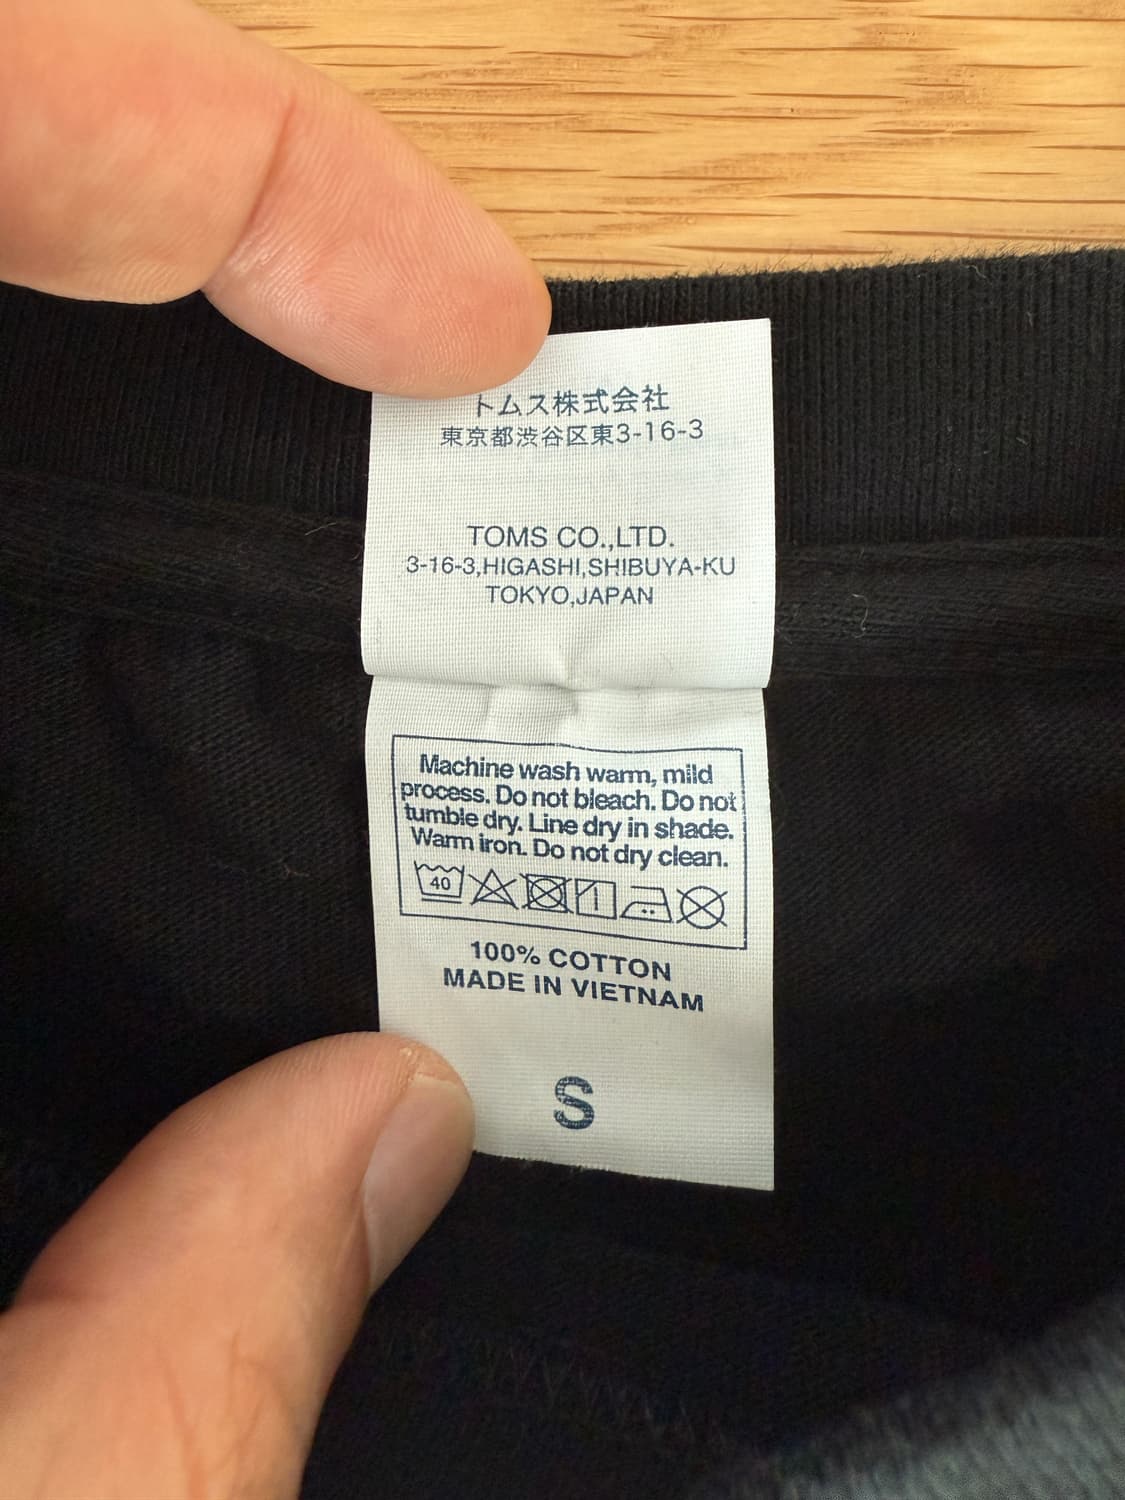 トムス株式会社
東京都渋谷区東3-16-3
TOMS CO.,LTD.
3-16-3,HIGASHI,SHIBUYA-KU
TOKYO,JAPAN
Machine wash warm, mild
process. Do not bleach. Do not
tumble dry. Line dry in shade.
Warm iron. Do not dry clean.
40
100% COTTON
MADE IN VIETNAM
S